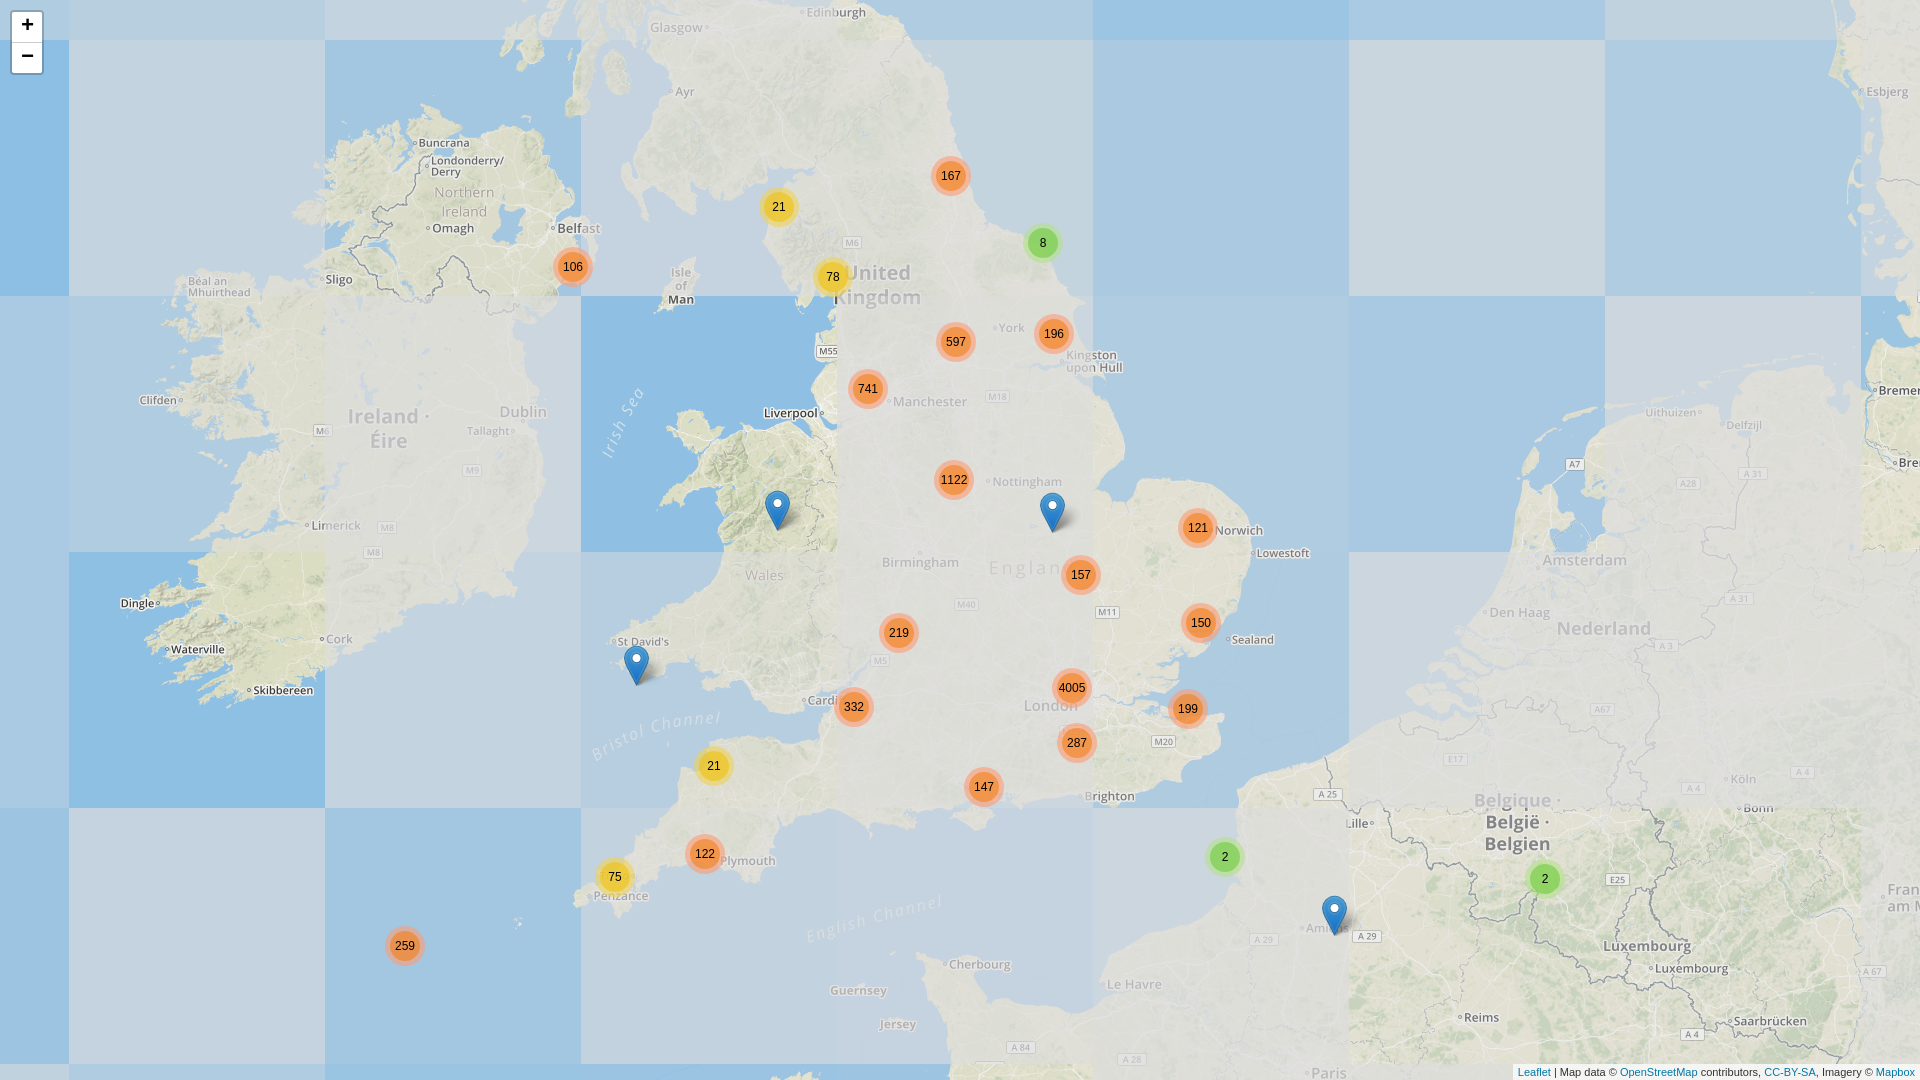 +
−
Edinburgh
Glasgow
Ayr
Esbjerg
Buncrana
Londonderry/
Derry
Northern
Ireland
Omagh
Belfast
167
21
8
M6
106
Isle
of
Man
78
United
Kingdom
Sligo
Béal an
Mhuirthead
York
196
597
M55
Kingston
upon Hull
741
Manchester
M18
Liverpool
Clifden
Ireland ·
Éire
Dublin
Tallaght
M6
M9
Irish Sea
Uithuizen
Delfzijl
Bremer
Bre
A7
A 31
A28
1122
Nottingham
Limerick
M8
M8
121
Norwich
Lowestoft
Birmingham
England
157
Wales
Amsterdam
A 31
Den Haag
Nederland
A 3
Dingle
Waterville
Cork
Skibbereen
M40
M11
219
150
Sealand
St David's
M5
4005
London
199
Cardi
332
287
M20
A67
Bristol Channel
21
147
Brighton
E17
Köln
A 4
A 25
Belgique ·
België ·
Belgien
Bonn
Lille
122
Plymouth
75
Penzance
2
2
E25
Fran
am M
English Channel
Amiens
A 29
A 29
259
Luxembourg
Luxembourg
A 67
Cherbourg
Le Havre
Guernsey
Jersey
Reims
Saarbrücken
A 4
A 84
A 28
Paris
Leaflet | Map data © OpenStreetMap contributors, CC-BY-SA, Imagery © Mapbox